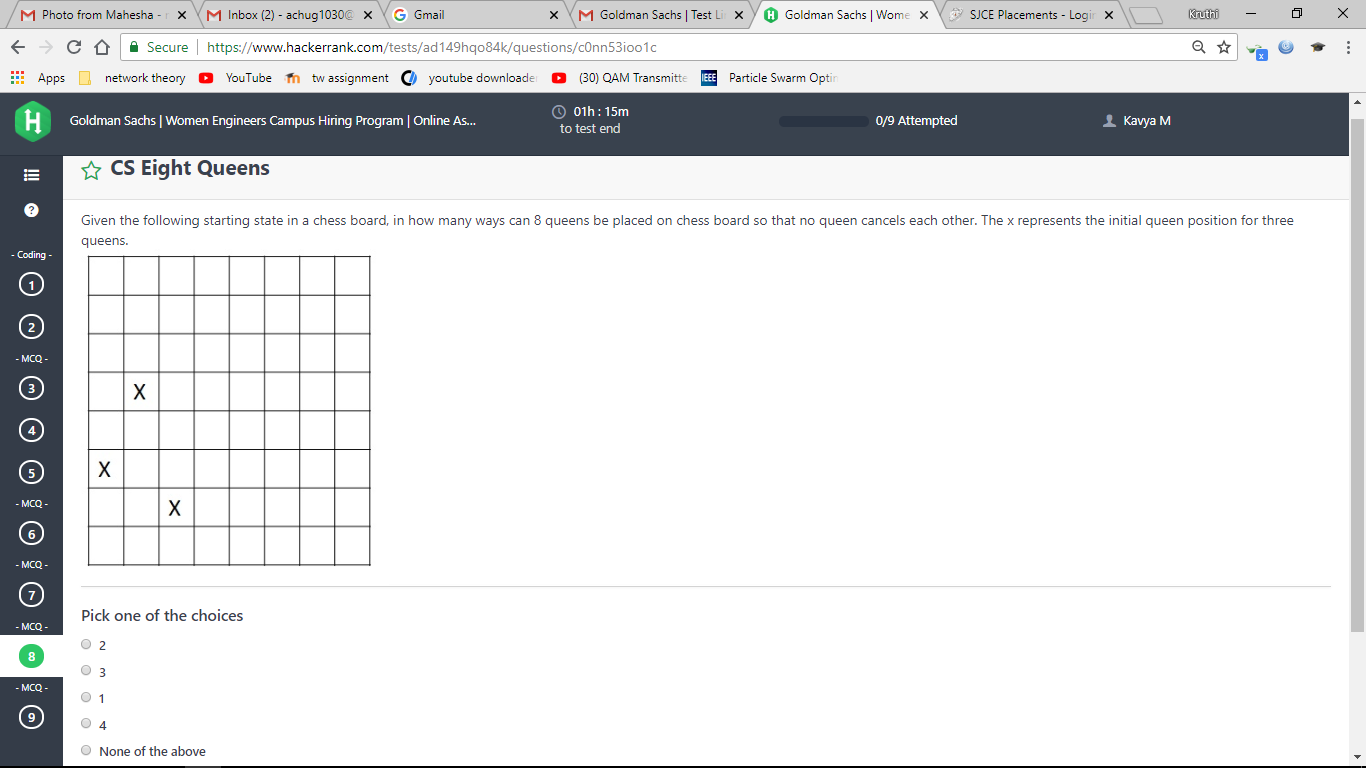 Photo from Mahesha -
Inbox (2) - achug1030@
Gmail
Goldman Sachs | Test Li
Goldman Sachs | Wome
SJCE Placements - Login
Kruthi
Secure
https://www.hackerrank.com/tests/ad149hqo84k/questions/c0nn53ioo1c
Apps
network theory
YouTube
tw assignment
youtube downloader
(30) QAM Transmitte
IEEE
Particle Swarm Optim
Goldman Sachs | Women Engineers Campus Hiring Program | Online As...
01h : 15m
to test end
0/9 Attempted
Kavya M
CS Eight Queens
Given the following starting state in a chess board, in how many ways can 8 queens be placed on chess board so that no queen cancels each other. The x represents the initial queen position for three
queens.
- Coding -
1
2
- MCQ -
3
4
5
- MCQ -
6
- MCQ -
7
- MCQ -
8
- MCQ -
9
X
X
X
Pick one of the choices
2
3
1
4
None of the above